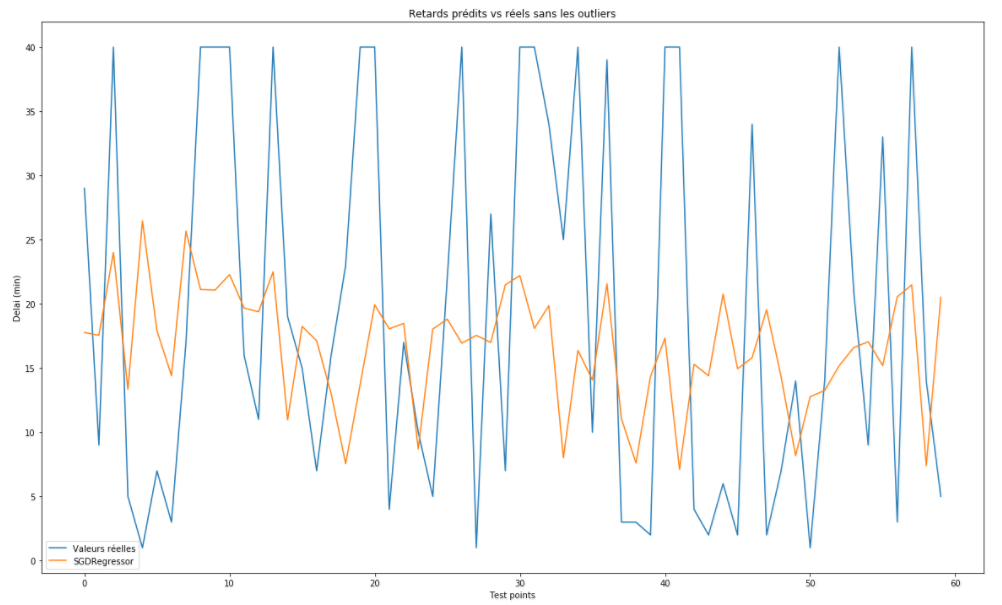 Retards prédits vs réels sans les outliers
40
35
30
25
20
15
10
5
0
Delai (min)
Valeurs réelles
SGDRegressor
0 10 20 30 40 50 60
Test points